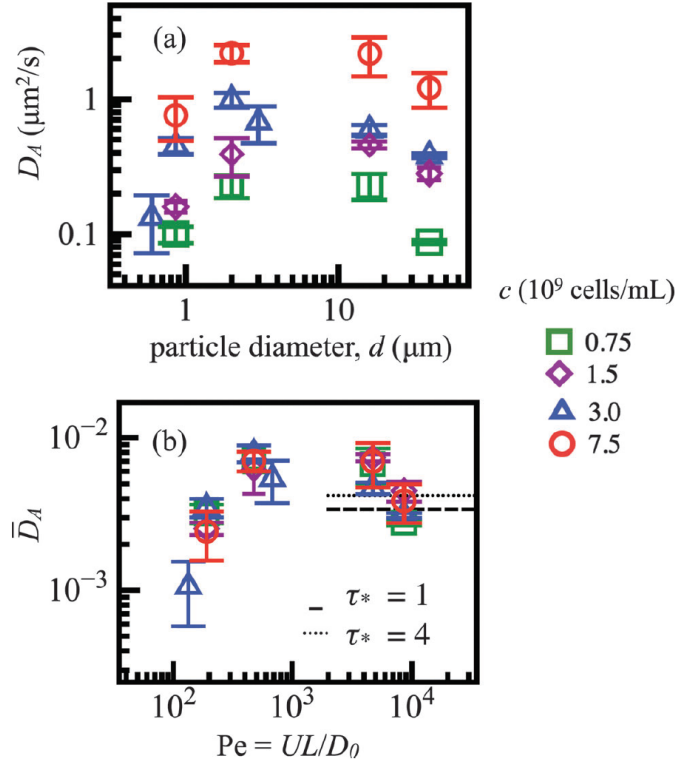 (a)
D_A (μm²/s)
1
0.1
1
10
particle diameter, d (μm)
c (10⁹ cells/mL)
0.75
1.5
3.0
7.5
(b)
D̅_A
10⁻²
10⁻³
τ* = 1
τ* = 4
10²
10³
10⁴
Pe = UL/D₀